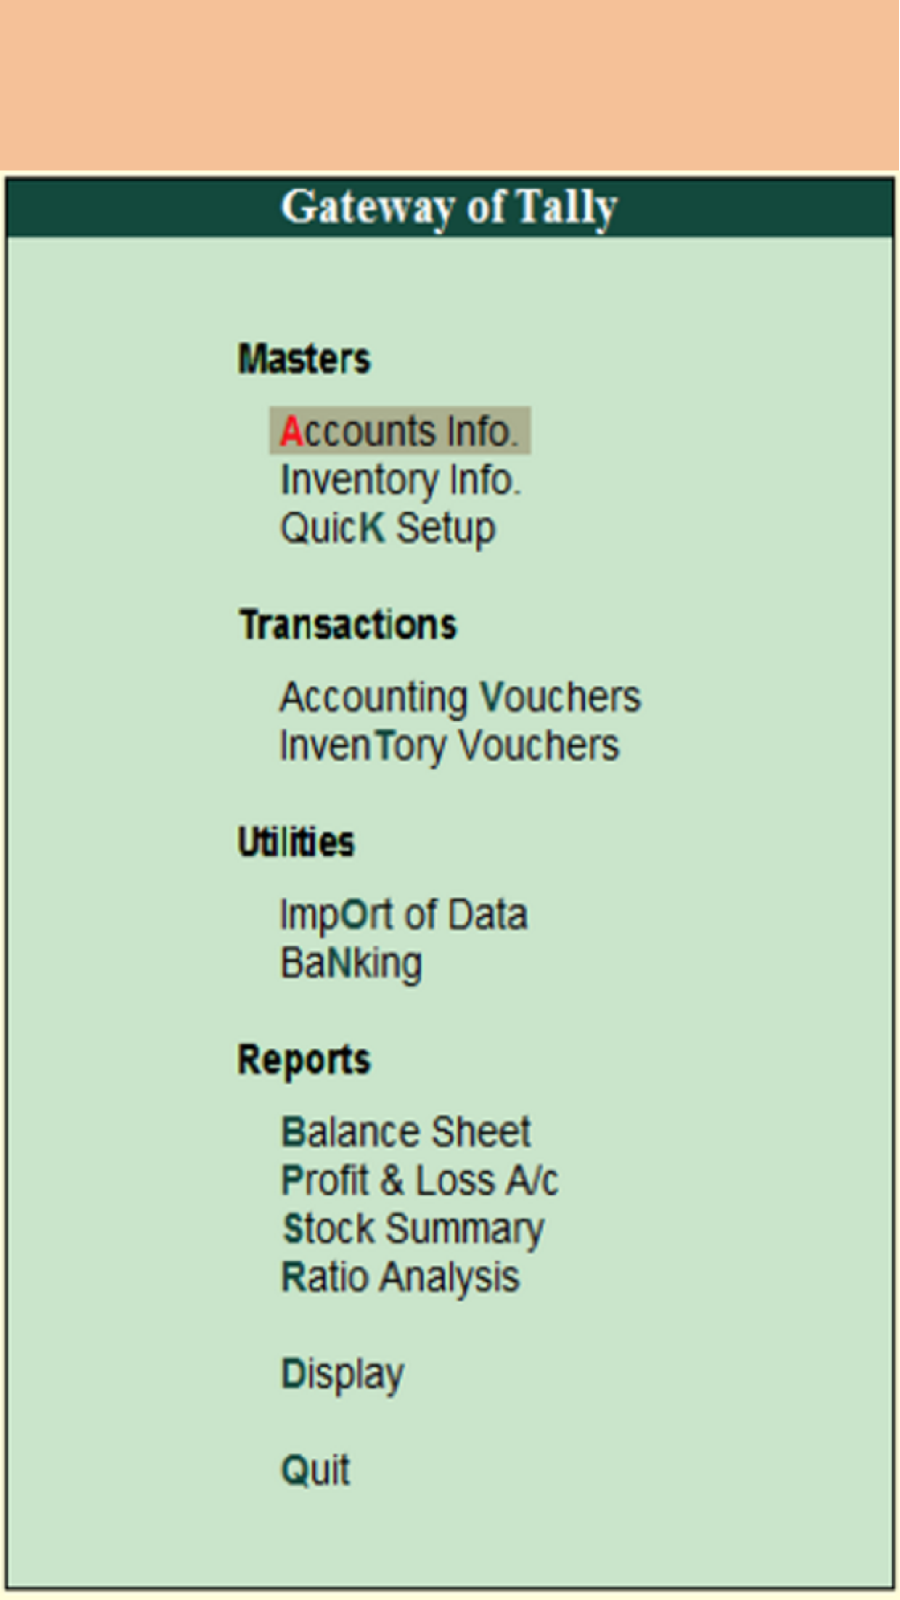 Gateway of Tally
Masters
Accounts Info.
Inventory Info.
QuicK Setup
Transactions
Accounting Vouchers
InvenTory Vouchers
Utilities
ImpOrt of Data
BaNking
Reports
Balance Sheet
Profit & Loss A/c
Stock Summary
Ratio Analysis
Display
Quit